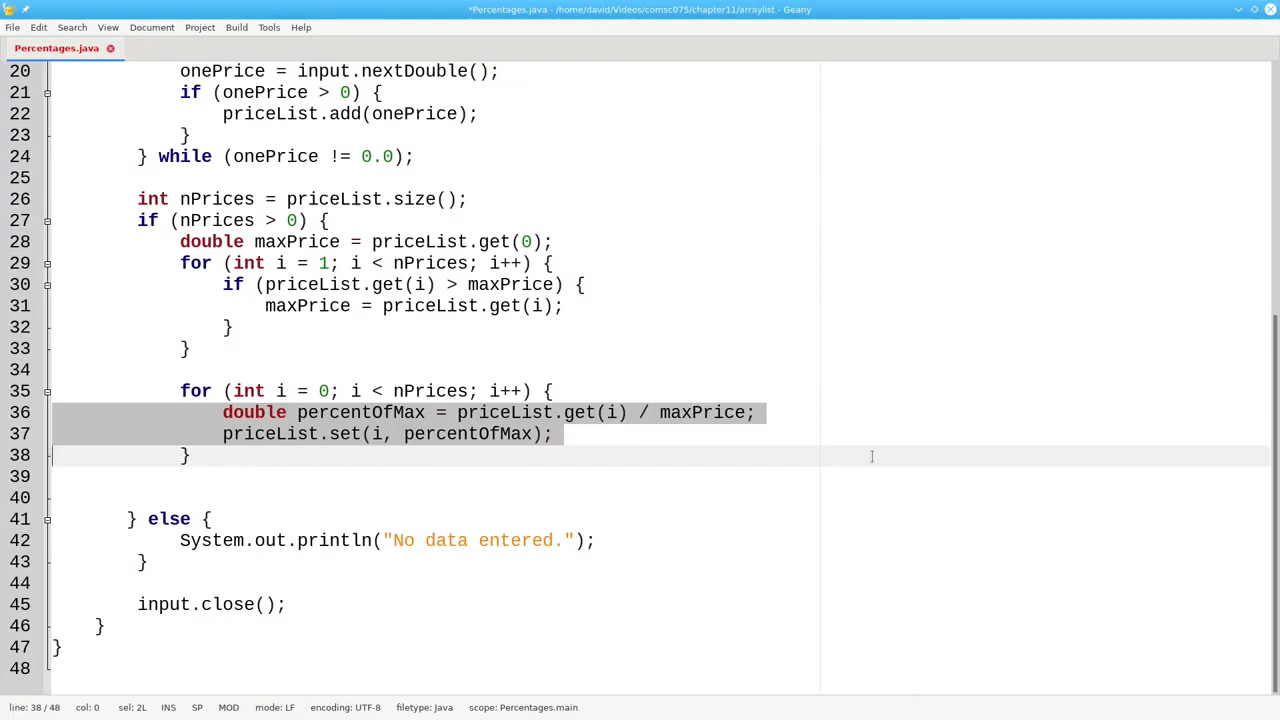 *Percentages.java - /home/david/Videos/comsc075/chapter11/arraylist - Geany
File Edit Search View Document Project Build Tools Help
Percentages.java
20 onePrice = input.nextDouble();
21 if (onePrice > 0) {
22 priceList.add(onePrice);
23 }
24 } while (onePrice != 0.0);
25
26 int nPrices = priceList.size();
27 if (nPrices > 0) {
28 double maxPrice = priceList.get(0);
29 for (int i = 1; i < nPrices; i++) {
30 if (priceList.get(i) > maxPrice) {
31 maxPrice = priceList.get(i);
32 }
33 }
34
35 for (int i = 0; i < nPrices; i++) {
36 double percentOfMax = priceList.get(i) / maxPrice;
37 priceList.set(i, percentOfMax);
38 }
39
40
41 } else {
42 System.out.println("No data entered.");
43 }
44
45 input.close();
46 }
47 }
48
line: 38 / 48 col: 0 sel: 2L INS SP MOD mode: LF encoding: UTF-8 filetype: Java scope: Percentages.main